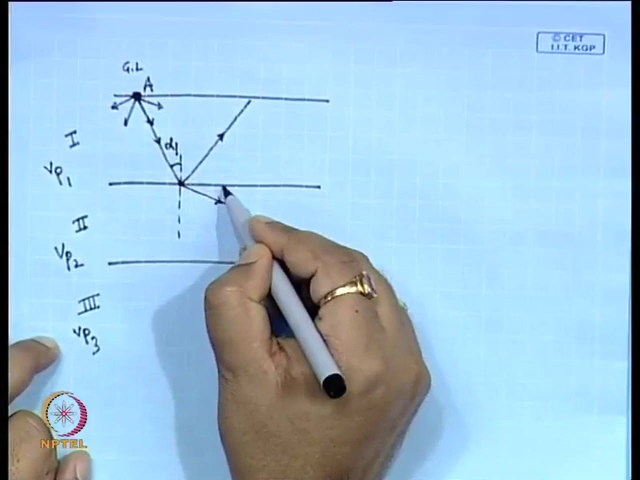 © CET
I.I.T. KGP
G.L
A
I
α1
VP1
II
VP2
III
VP3
NPTEL